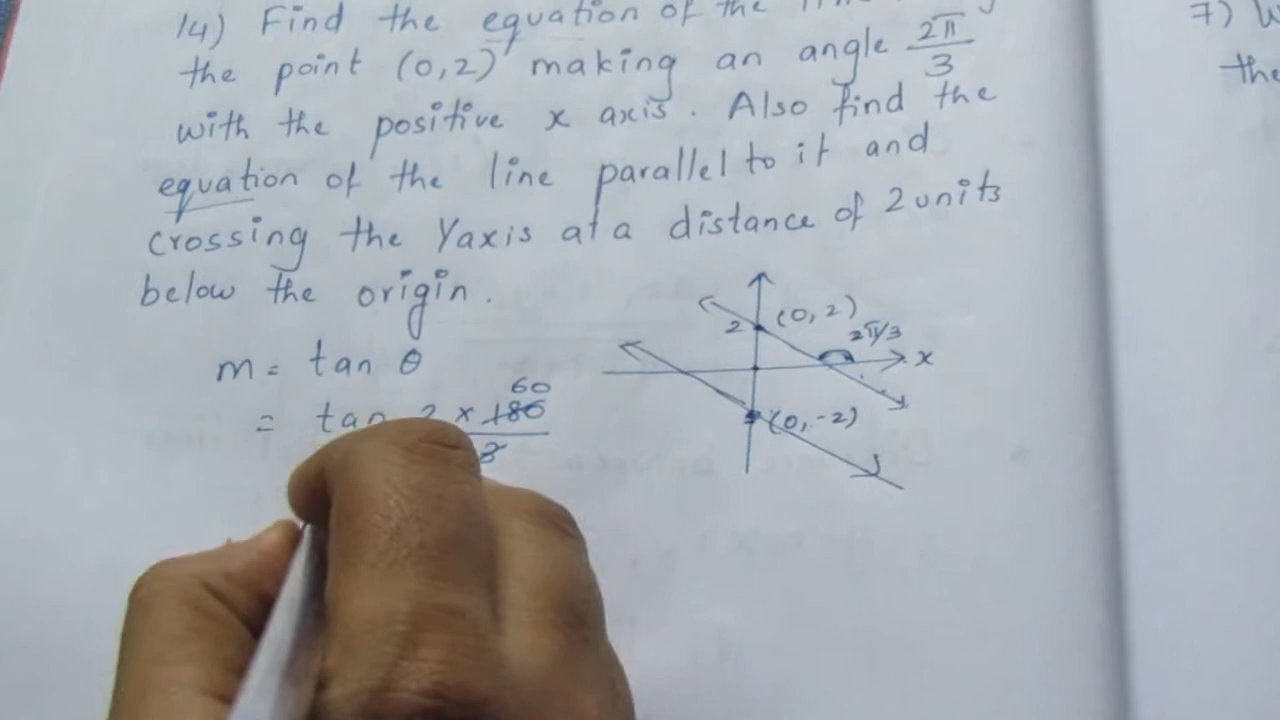 14) Find the equation of the
the point (0,2) making an angle 2π/3
with the positive x axis. Also find the
equation of the line parallel to it and
crossing the Yaxis at a distance of 2 units
below the origin.
m = tan θ
= tan 2 × 180 60
3
2
(0, 2)
2π/3
x
(0, -2)
7)
the